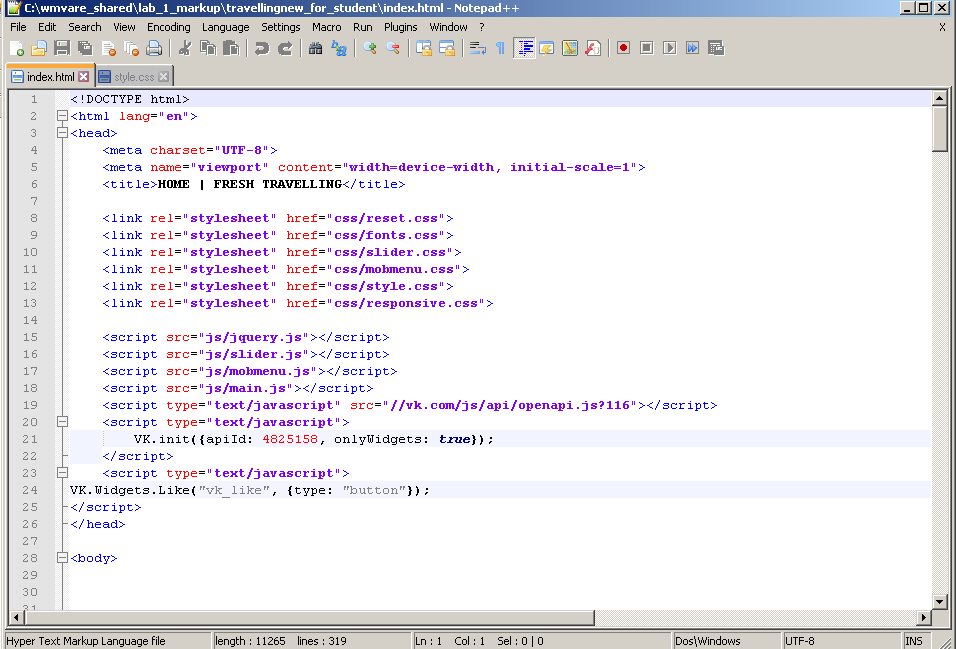 C:\wmvare_shared\lab_1_markup\travellingnew_for_student\index.html - Notepad++
File Edit Search View Encoding Language Settings Macro Run Plugins Window ? X
index.html style.css
1 <!DOCTYPE html>
2 <html lang="en">
3 <head>
4 <meta charset="UTF-8">
5 <meta name="viewport" content="width=device-width, initial-scale=1">
6 <title>HOME | FRESH TRAVELLING</title>
7
8 <link rel="stylesheet" href="css/reset.css">
9 <link rel="stylesheet" href="css/fonts.css">
10 <link rel="stylesheet" href="css/slider.css">
11 <link rel="stylesheet" href="css/mobmenu.css">
12 <link rel="stylesheet" href="css/style.css">
13 <link rel="stylesheet" href="css/responsive.css">
14
15 <script src="js/jquery.js"></script>
16 <script src="js/slider.js"></script>
17 <script src="js/mobmenu.js"></script>
18 <script src="js/main.js"></script>
19 <script type="text/javascript" src="//vk.com/js/api/openapi.js?116"></script>
20 <script type="text/javascript">
21 VK.init({apiId: 4825158, onlyWidgets: true});
22 </script>
23 <script type="text/javascript">
24 VK.Widgets.Like("vk_like", {type: "button"});
25 </script>
26 </head>
27
28 <body>
29
30
31
Hyper Text Markup Language file length : 11265 lines : 319 Ln : 1 Col : 1 Sel : 0 | 0 Dos\Windows UTF-8 INS